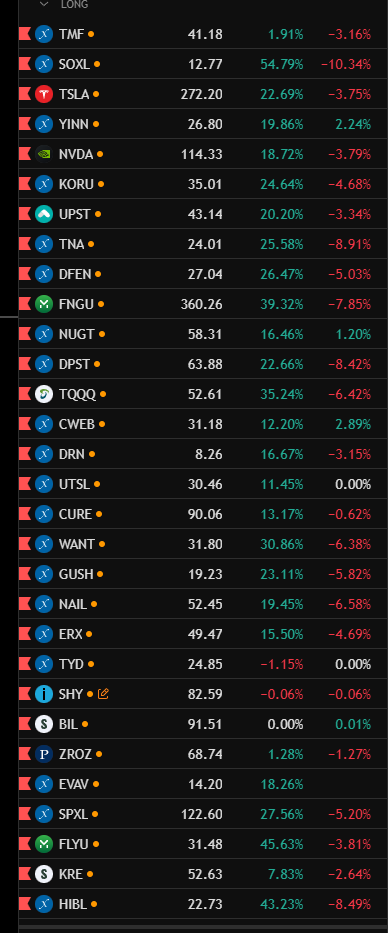 LONG
TMF 41.18 1.91% −3.16%
SOXL 12.77 54.79% −10.34%
TSLA 272.20 22.69% −3.75%
YINN 26.80 19.86% 2.24%
NVDA 114.33 18.72% −3.79%
KORU 35.01 24.64% −4.68%
UPST 43.14 20.20% −3.34%
TNA 24.01 25.58% −8.91%
DFEN 27.04 26.47% −5.03%
FNGU 360.26 39.32% −7.85%
NUGT 58.31 16.46% 1.20%
DPST 63.88 22.66% −8.42%
TQQQ 52.61 35.24% −6.42%
CWEB 31.18 12.20% 2.89%
DRN 8.26 16.67% −3.15%
UTSL 30.46 11.45% 0.00%
CURE 90.06 13.17% −0.62%
WANT 31.80 30.86% −6.38%
GUSH 19.23 23.11% −5.82%
NAIL 52.45 19.45% −6.58%
ERX 49.47 15.50% −4.69%
TYD 24.85 −1.15% 0.00%
SHY 82.59 −0.06% −0.06%
BIL 91.51 0.00% 0.01%
ZROZ 68.74 1.28% −1.27%
EVAV 14.20 18.26%
SPXL 122.60 27.56% −5.20%
FLYU 31.48 45.63% −3.81%
KRE 52.63 7.83% −2.64%
HIBL 22.73 43.23% −8.49%